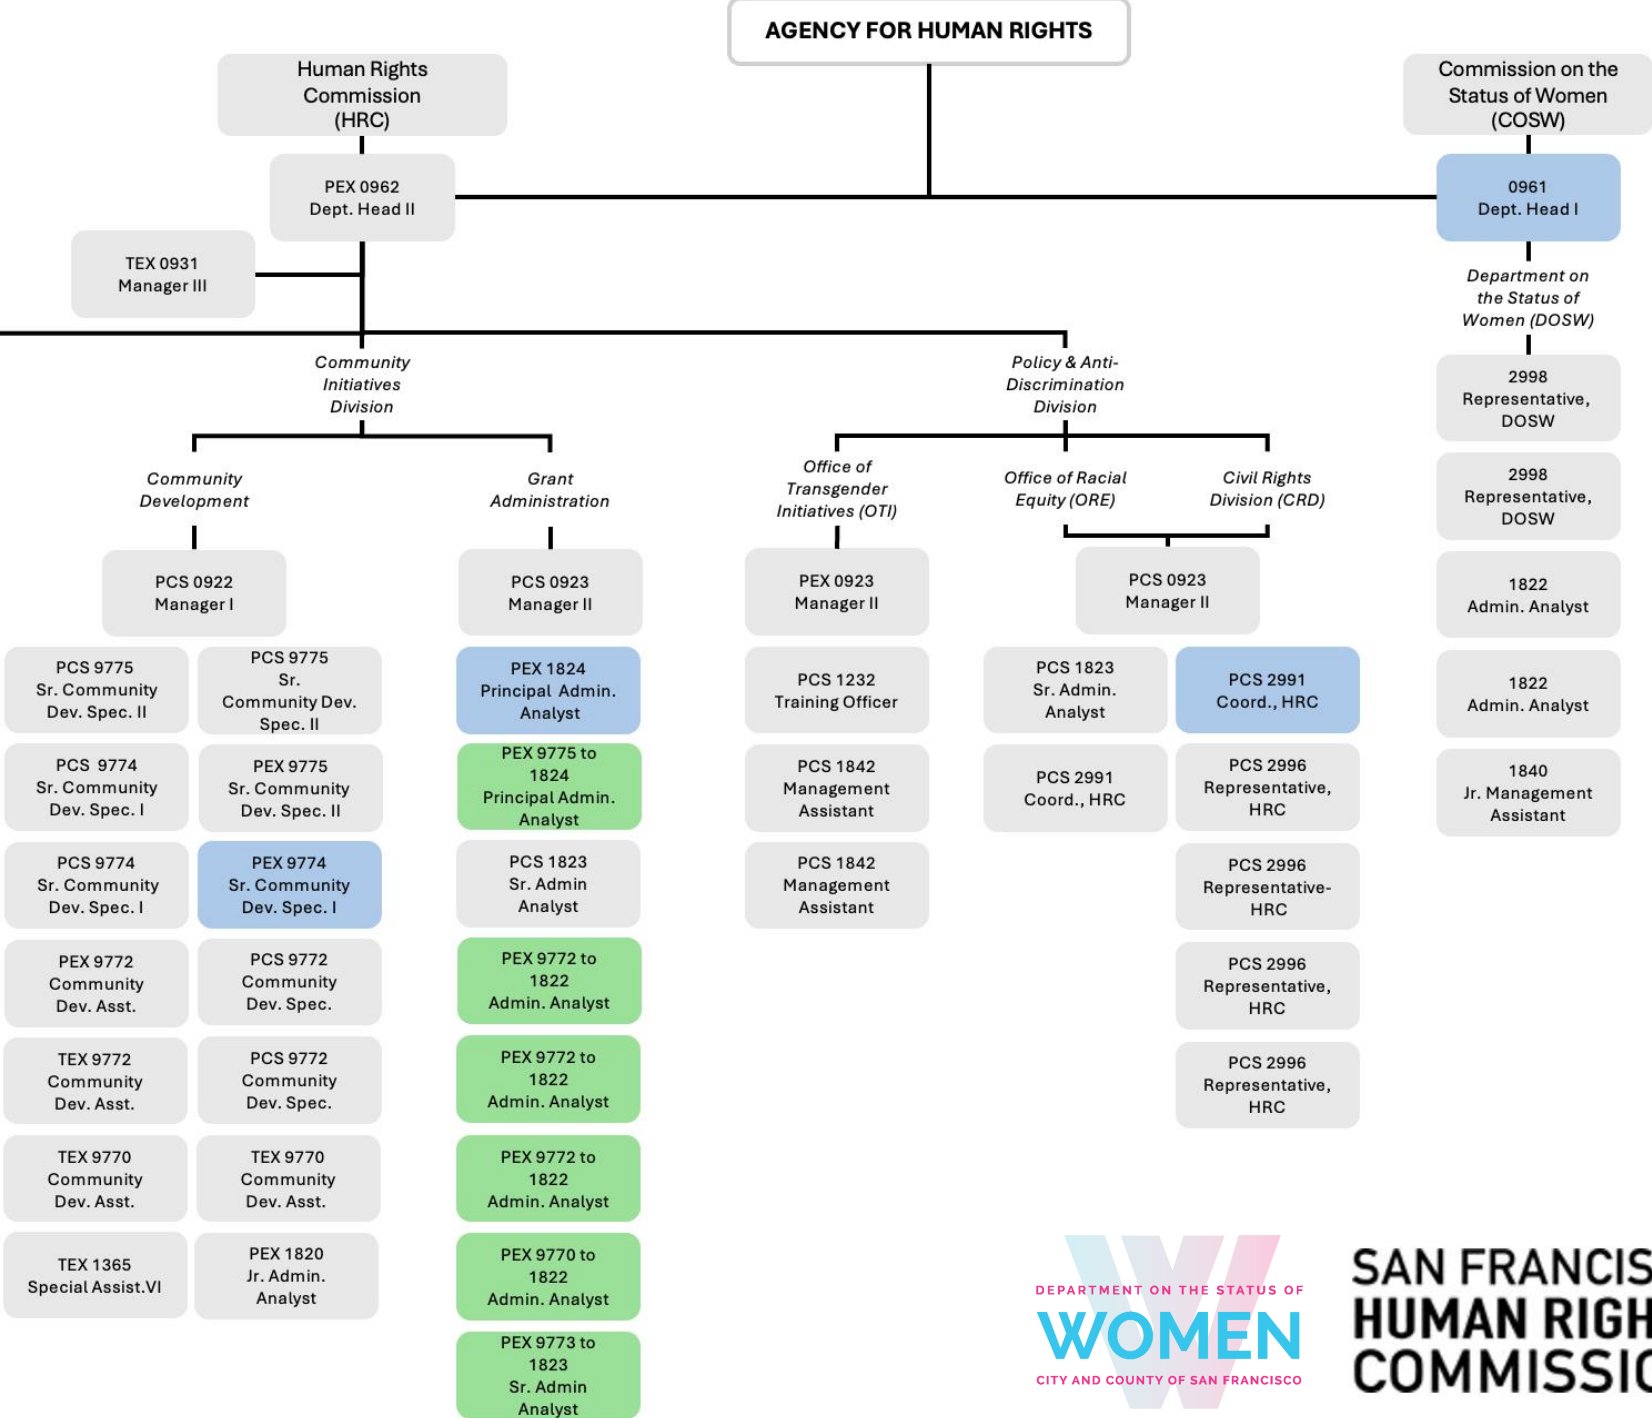 AGENCY FOR HUMAN RIGHTS
Human Rights
Commission
(HRC)
Commission on the
Status of Women
(COSW)
PEX 0962
Dept. Head II
0961
Dept. Head I
TEX 0931
Manager III
Department on
the Status of
Women (DOSW)
Community
Initiatives
Division
Policy & Anti-
Discrimination
Division
Community
Development
Grant
Administration
Office of
Transgender
Initiatives (OTI)
Office of Racial
Equity (ORE)
Civil Rights
Division (CRD)
PCS 0922
Manager I
PCS 9775
Sr. Community
Dev. Spec. II
PCS 9774
Sr. Community
Dev. Spec. I
PCS 9774
Sr. Community
Dev. Spec. I
PEX 9772
Community
Dev. Asst.
TEX 9772
Community
Dev. Asst.
TEX 9770
Community
Dev. Asst.
TEX 1365
Special Assist.VI
PCS 9775
Sr.
Community Dev.
Spec. II
PEX 9775
Sr. Community
Dev. Spec. II
PEX 9774
Sr. Community
Dev. Spec. I
PCS 9772
Community
Dev. Spec.
PCS 9772
Community
Dev. Spec.
TEX 9770
Community
Dev. Asst.
PEX 1820
Jr. Admin.
Analyst
PCS 0923
Manager II
PEX 1824
Principal Admin.
Analyst
PEX 9775 to
1824
Principal Admin.
Analyst
PCS 1823
Sr. Admin
Analyst
PEX 9772 to
1822
Admin. Analyst
PEX 9772 to
1822
Admin. Analyst
PEX 9772 to
1822
Admin. Analyst
PEX 9770 to
1822
Admin. Analyst
PEX 9773 to
1823
Sr. Admin
Analyst
PEX 0923
Manager II
PCS 1232
Training Officer
PCS 1842
Management
Assistant
PCS 1842
Management
Assistant
PCS 0923
Manager II
PCS 1823
Sr. Admin.
Analyst
PCS 2991
Coord., HRC
PCS 2991
Coord., HRC
PCS 2996
Representative,
HRC
PCS 2996
Representative-
HRC
PCS 2996
Representative,
HRC
PCS 2996
Representative,
HRC
2998
Representative,
DOSW
2998
Representative,
DOSW
1822
Admin. Analyst
1822
Admin. Analyst
1840
Jr. Management
Assistant
DEPARTMENT ON THE STATUS OF
WOMEN
CITY AND COUNTY OF SAN FRANCISCO
SAN FRANCIS
HUMAN RIGH
COMMISSIO